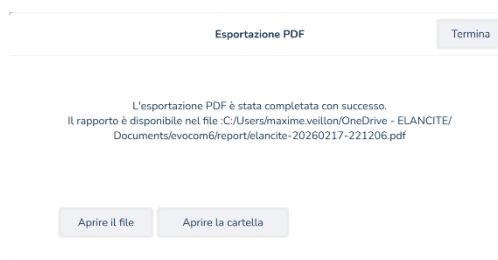 Esportazione PDF
Termina
L'esportazione PDF è stata completata con successo.
Il rapporto è disponibile nel file :C:/Users/maxime.veillon/OneDrive - ELANCITE/
Documents/evocom6/report/elancite-20260217-221206.pdf
Aprire il file
Aprire la cartella